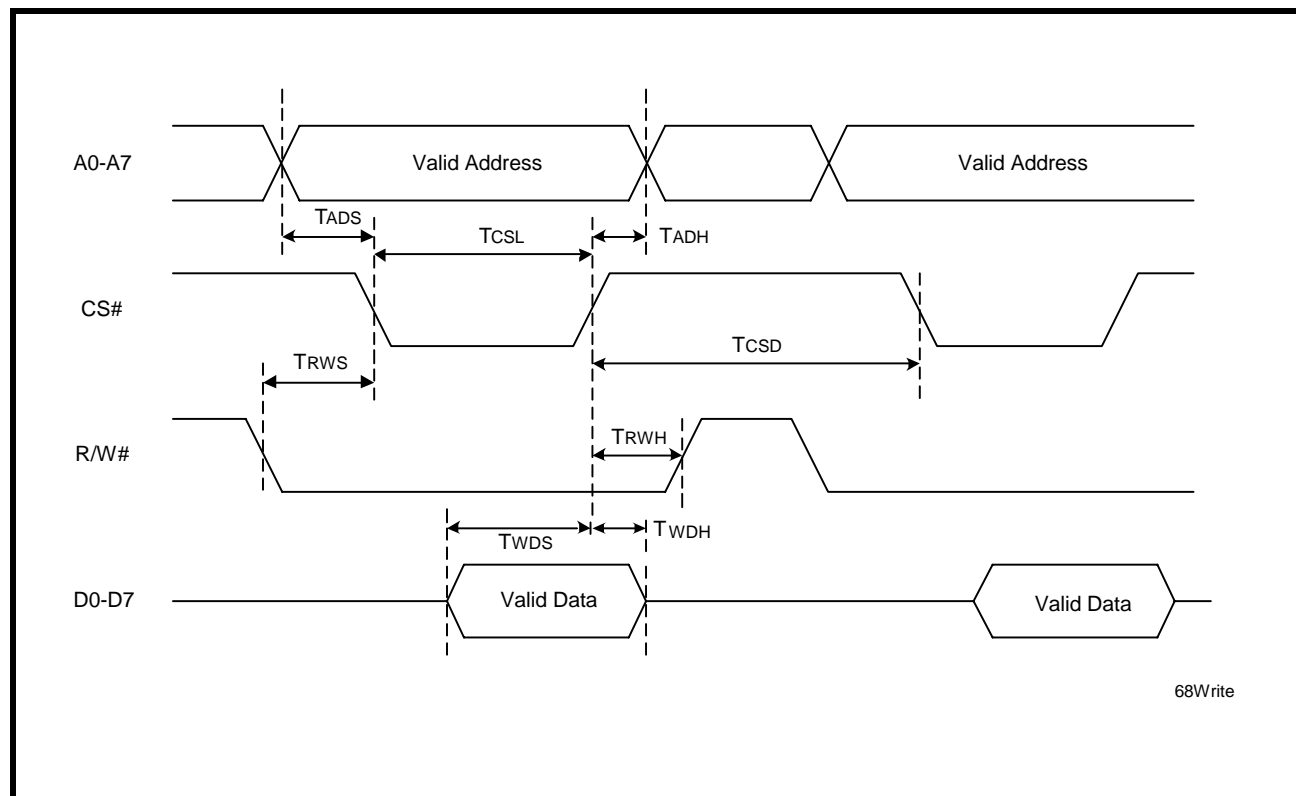 A0-A7
Valid Address
Valid Address
TADS
TCSL
TADH
CS#
TCSD
TRWS
R/W#
TRWH
TWDS
TWDH
D0-D7
Valid Data
Valid Data
68Write